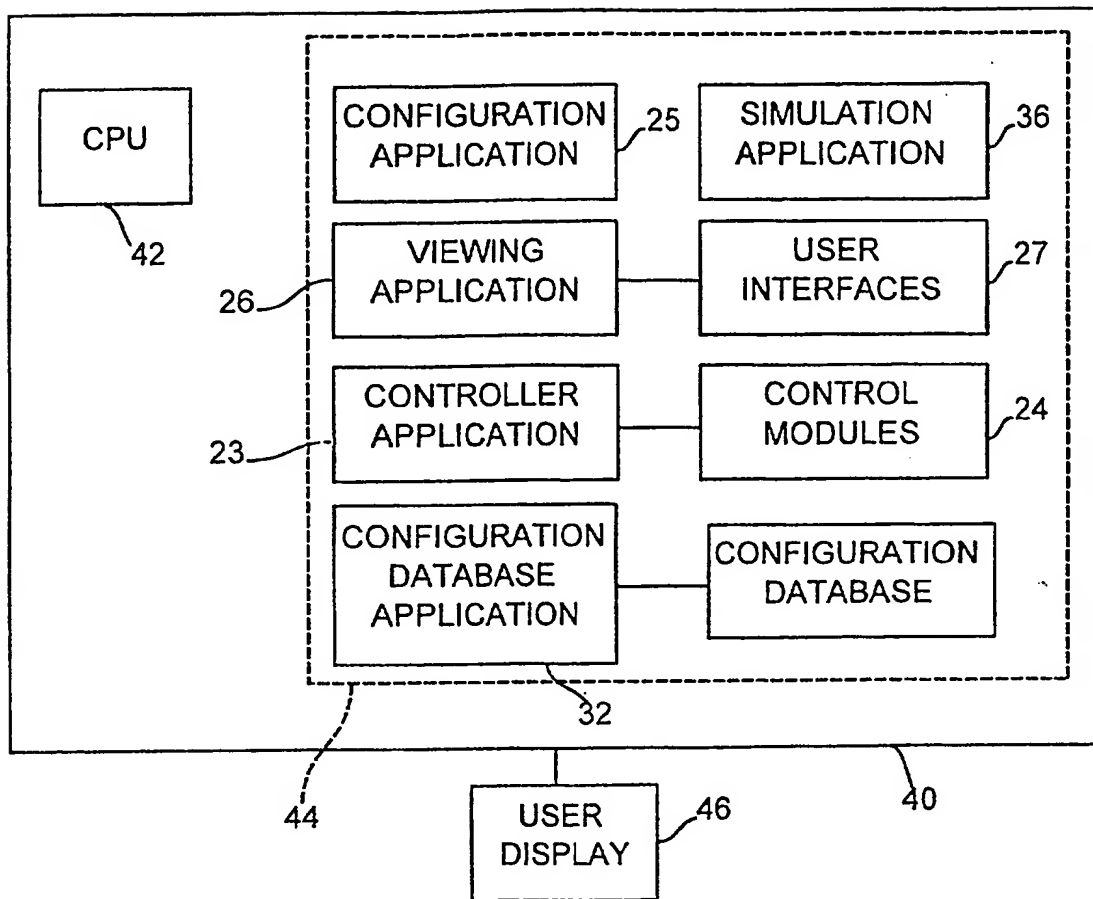 CPU
42
CONFIGURATION
APPLICATION
25
SIMULATION
APPLICATION
36
26
VIEWING
APPLICATION
USER
INTERFACES
27
23
CONTROLLER
APPLICATION
CONTROL
MODULES
24
CONFIGURATION
DATABASE
APPLICATION
32
CONFIGURATION
DATABASE
44
USER
DISPLAY
46
40